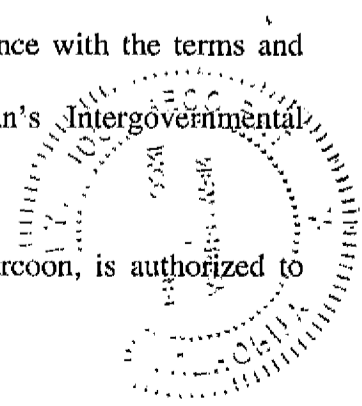 nce with the terms and
n's Intergovernmental
rcoon, is authorized to